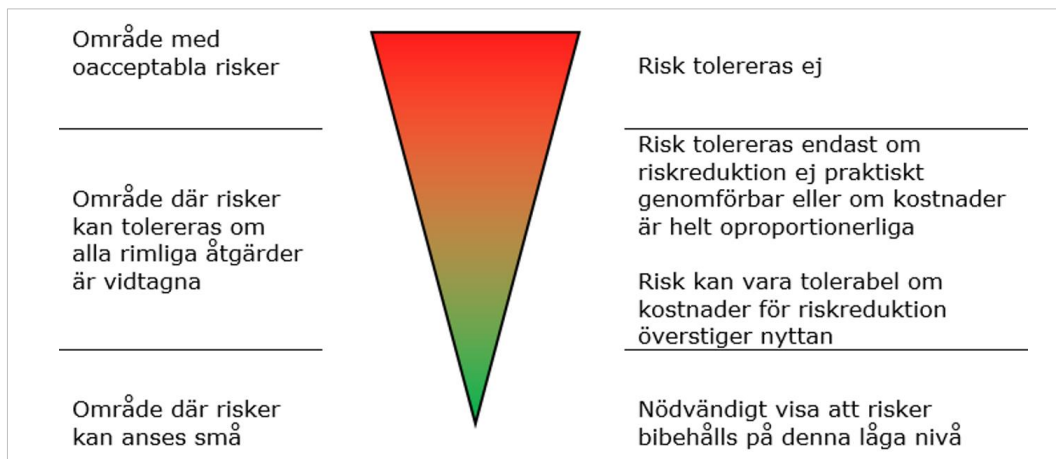 Område med
oacceptabla risker
Risk tolereras ej
Område där risker
kan tolereras om
alla rimliga åtgärder
är vidtagna
Risk tolereras endast om
riskreduktion ej praktiskt
genomförbar eller om kostnader
är helt oproportionerliga
Risk kan vara tolerabel om
kostnader för riskreduktion
överstiger nyttan
Område där risker
kan anses små
Nödvändigt visa att risker
bibehålls på denna låga nivå